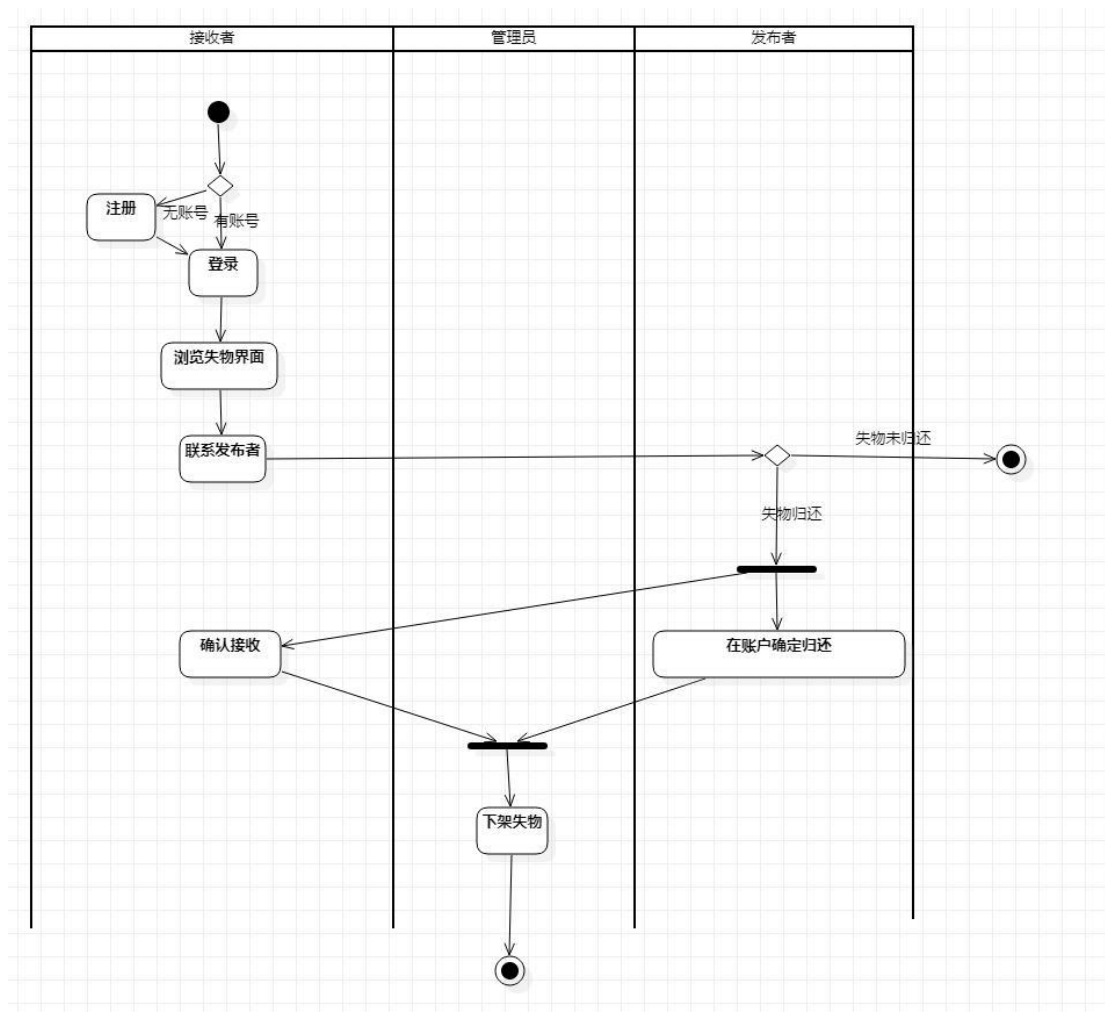 接收者
管理员
发布者
注册
无账号
有账号
登录
浏览失物界面
联系发布者
失物未归还
失物归还
确认接收
在账户确定归还
下架失物